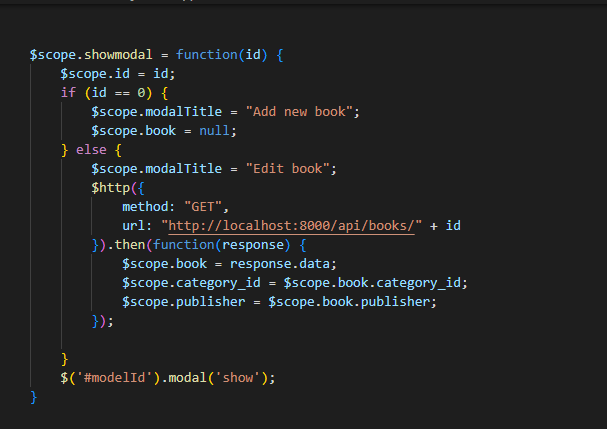 $scope.showmodal = function(id) {
    $scope.id = id;
    if (id == 0) {
        $scope.modalTitle = "Add new book";
        $scope.book = null;
    } else {
        $scope.modalTitle = "Edit book";
        $http({
            method: "GET",
            url: "http://localhost:8000/api/books/" + id
        }).then(function(response) {
            $scope.book = response.data;
            $scope.category_id = $scope.book.category_id;
            $scope.publisher = $scope.book.publisher;
        });
    }
    $('#modelId').modal('show');
}